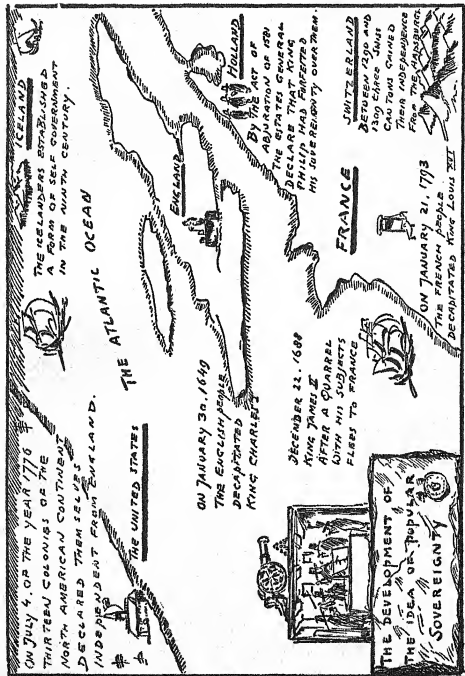 ON JULY 4. OF THE YEAR 1776
THIRTEEN COLONIES OF THE
NORTH AMERICAN CONTINENT
DECLARED THEMSELVES
INDEPENDENT FROM ENGLAND.
THE UNITED STATES
THE ATLANTIC OCEAN
ICELAND
THE ICELANDERS ESTABLISHED
A FORM OF SELF GOVERNMENT
IN THE NINTH CENTURY.
ENGLAND
ON JANUARY 30. 1649
THE ENGLISH PEOPLE
DECAPITATED
KING CHARLES I
HOLLAND
BY THE ACT OF
ABJURATION OF 1581
THE ESTATES GENERAL
DECLARE THAT KING
PHILIP HAD FORFEITED
HIS SOVEREIGNTY OVER THEM.
DECEMBER 22. 1688
KING JAMES II
AFTER A QUARREL
WITH HIS SUBJECTS
FLEES TO FRANCE
FRANCE
ON JANUARY 21. 1793
THE FRENCH PEOPLE
DECAPITATED KING LOUIS XVI
SWITZERLAND
BETWEEN 1290 AND
1309 THREE SWISS
CANTONS GAINED
THEIR INDEPENDENCE
FROM THE HAPSBURGS
THE DEVELOPMENT OF
THE IDEA OF POPULAR
SOVEREIGNTY